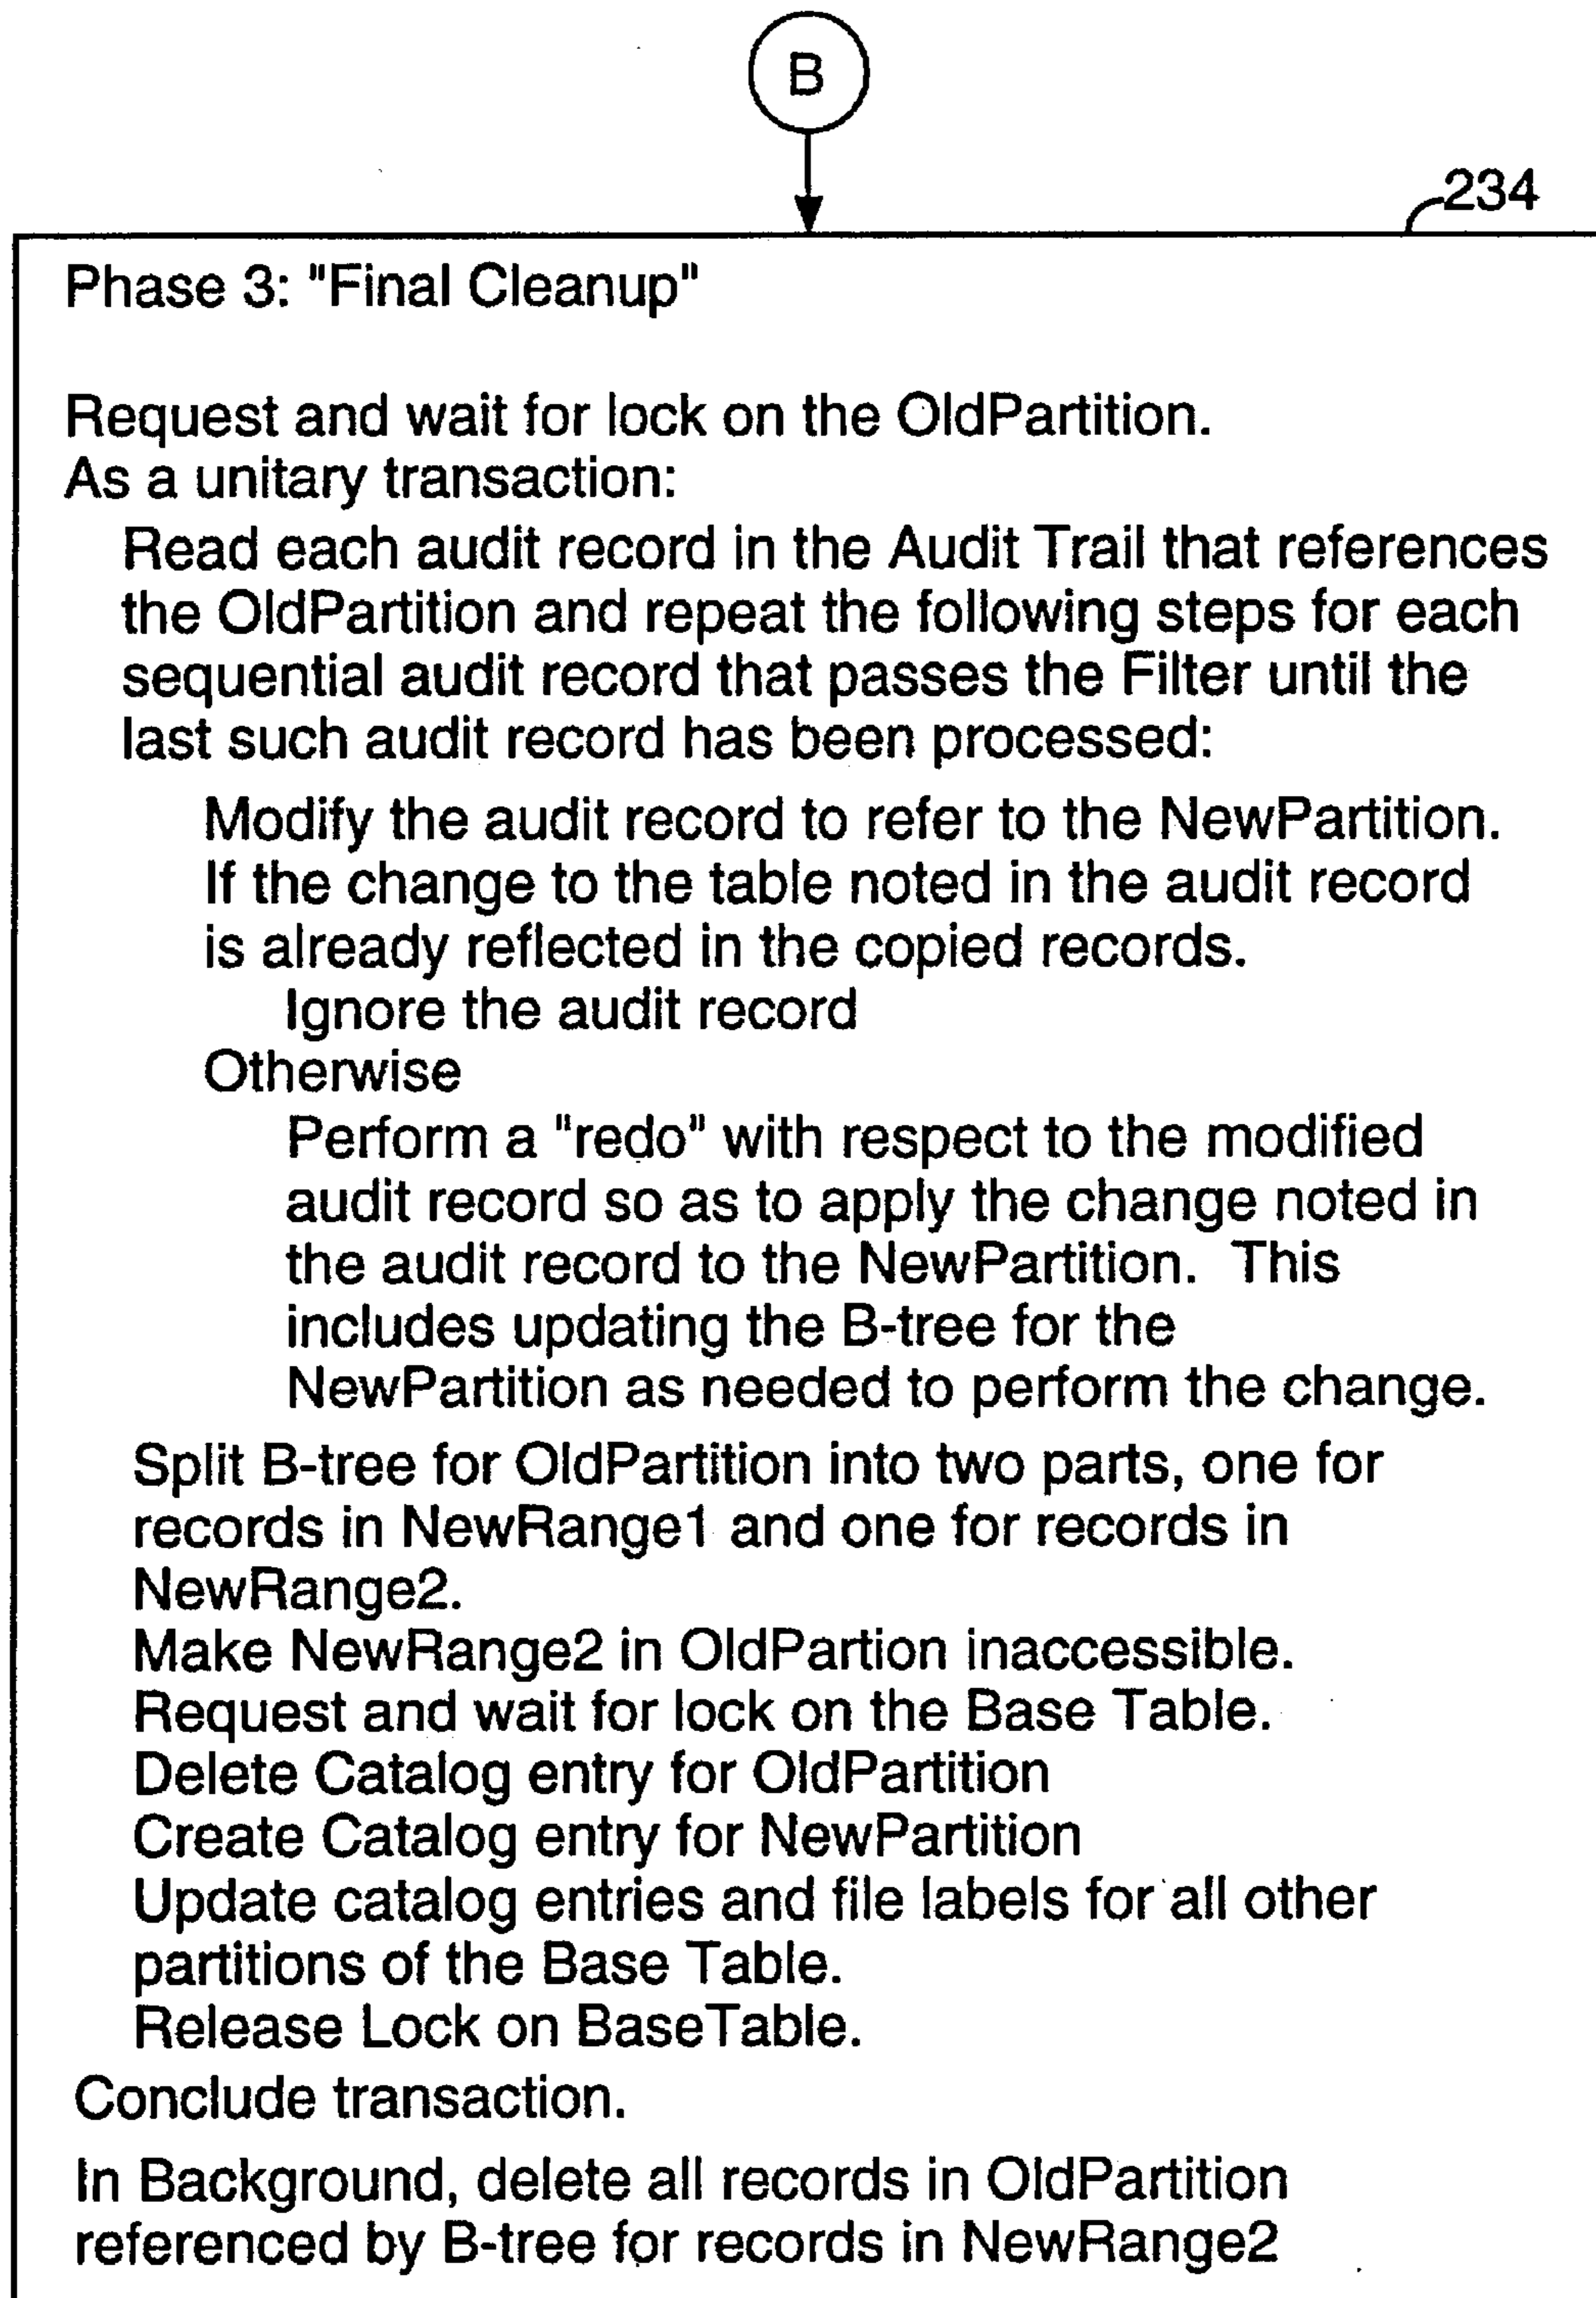 B
234
Phase 3: "Final Cleanup"
Request and wait for lock on the OldPartition.
As a unitary transaction:
Read each audit record in the Audit Trail that references
the OldPartition and repeat the following steps for each
sequential audit record that passes the Filter until the
last such audit record has been processed:
Modify the audit record to refer to the NewPartition.
If the change to the table noted in the audit record
is already reflected in the copied records.
Ignore the audit record
Otherwise
Perform a "redo" with respect to the modified
audit record so as to apply the change noted in
the audit record to the NewPartition. This
includes updating the B-tree for the
NewPartition as needed to perform the change.
Split B-tree for OldPartition into two parts, one for
records in NewRange1 and one for records in
NewRange2.
Make NewRange2 in OldPartion inaccessible.
Request and wait for lock on the Base Table.
Delete Catalog entry for OldPartition
Create Catalog entry for NewPartition
Update catalog entries and file labels for all other
partitions of the Base Table.
Release Lock on BaseTable.
Conclude transaction.
In Background, delete all records in OldPartition
referenced by B-tree for records in NewRange2